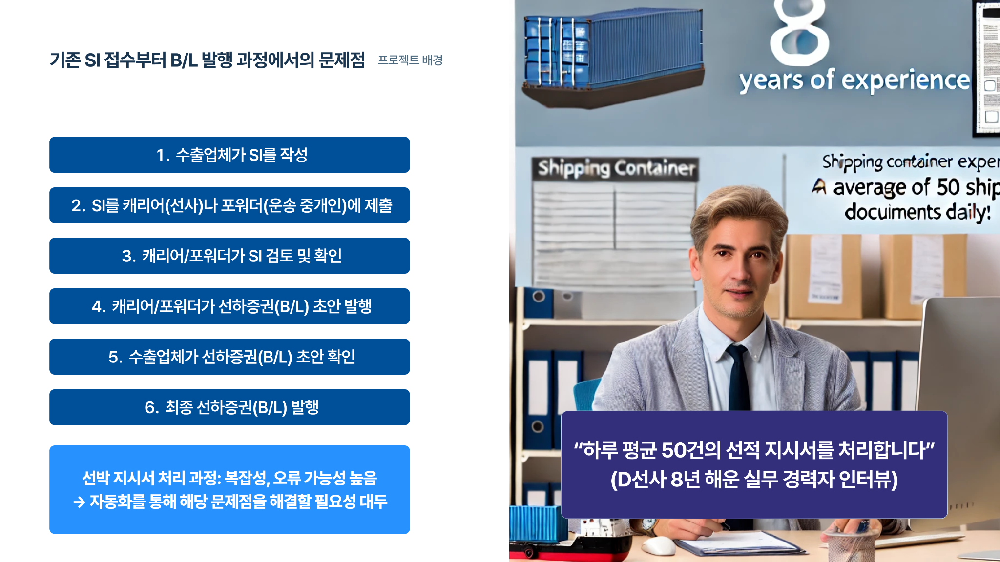 기존 SI 접수부터 B/L 발행 과정에서의 문제점 프로젝트 배경
1. 수출업체가 SI를 작성
2. SI를 캐리어(선사)나 포워더(운송 중개인)에 제출
3. 캐리어/포워더가 SI 검토 및 확인
4. 캐리어/포워더가 선하증권(B/L) 초안 발행
5. 수출업체가 선하증권(B/L) 초안 확인
6. 최종 선하증권(B/L) 발행
선박 지시서 처리 과정: 복잡성, 오류 가능성 높음
→ 자동화를 통해 해당 문제점을 해결할 필요성 대두
8
years of experience
Shipping Container
Shipping container exper
A average of 50 ship
docuiments daily!
“하루 평균 50건의 선적 지시서를 처리합니다”
(D선사 8년 해운 실무 경력자 인터뷰)